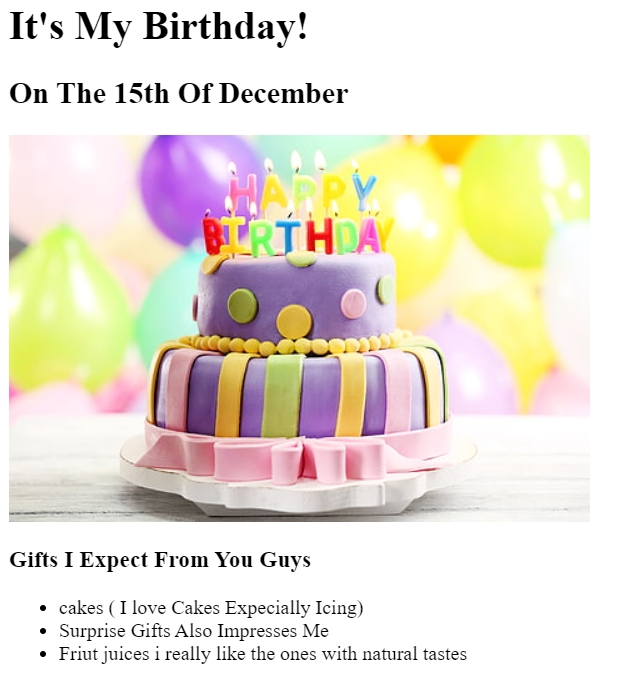 It's My Birthday!
On The 15th Of December
HAPPY
BIRTHDAY
Gifts I Expect From You Guys
cakes ( I love Cakes Expecially Icing)
Surprise Gifts Also Impresses Me
Friut juices i really like the ones with natural tastes